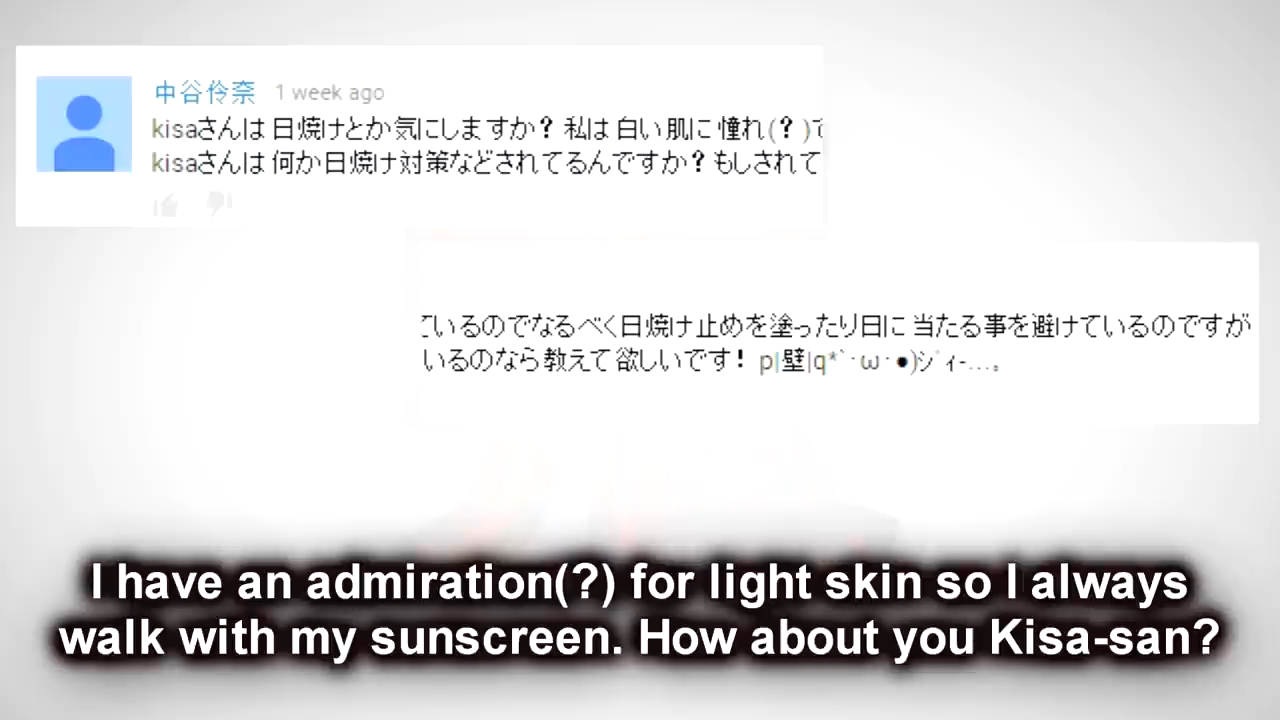 中谷伶奈 1 week ago
kisaさんは日焼けとか気にしますか？私は白い肌に憧れ(？)て
kisaさんは何か日焼け対策などされてるんですか？もしされて
ているのでなるべく日焼け止めを塗ったり日に当たる事を避けているのですが
いるのなら教えて欲しいです！p|壁|q*｀･ω･●)ｼﾞｨ-…。
I have an admiration(?) for light skin so I always
walk with my sunscreen. How about you Kisa-san?